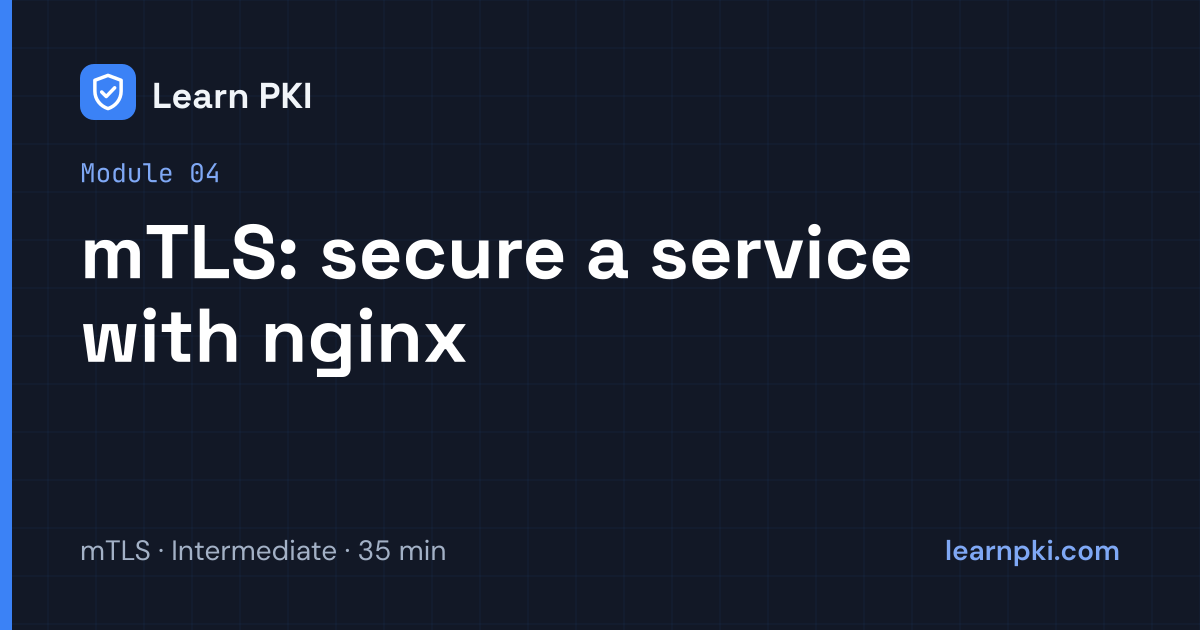 Learn PKI
Module 04
mTLS: secure a service
with nginx
mTLS · Intermediate · 35 min
learnpki.com